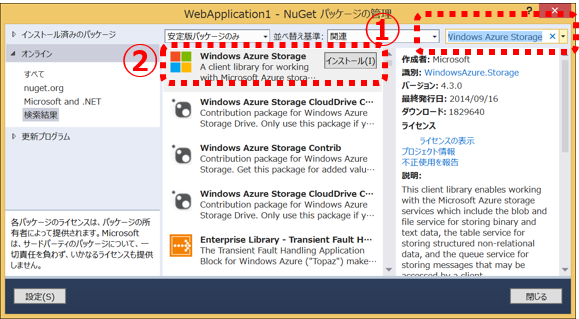 WebApplication1 - NuGet パッケージの管理
?
×
①
▷ インストール済みのパッケージ
▲ オンライン
すべて
nuget.org
Microsoft and .NET
検索結果
▷ 更新プログラム
各パッケージのライセンスは、パッケージの所
有者によって提供されます。Microsoft
は、サードパーティのパッケージについて、一
切責任を負わず、いかなるライセンスも提供
しません。
安定版パッケージのみ
並べ替え基準: 関連
Windows Azure Storage ×
②
Windows Azure Storage
インストール(I)
A client library for working
with Microsoft Azure stora···
Windows Azure Storage CloudDrive C···
Contribution package for Windows Azure
Storage Drive. Only use this package if y···
Windows Azure Storage Contrib
Contribution package for Windows Azure
Storage. Get this package for added valu···
Windows Azure Storage CloudDrive C···
Contribution package for Windows Azure
Storage Drive. Only use this package if y···
Enterprise Library - Transient Fault H···
The Transient Fault Handling Application
Block for Windows Azure ("Topaz") make···
作成者: Microsoft
識別: WindowsAzure.Storage
バージョン: 4.3.0
最終発行日: 2014/09/16
ダウンロード: 1829640
ライセンス
ライセンスの表示
プロジェクト情報
不正使用を報告
説明:
This client library enables working
with the Microsoft Azure storage
services which include the blob and
file service for storing binary and
text data, the table service for
storing structured non-relational
data, and the queue service for
storing messages that may be
accessed by a client
設定(S)
閉じる